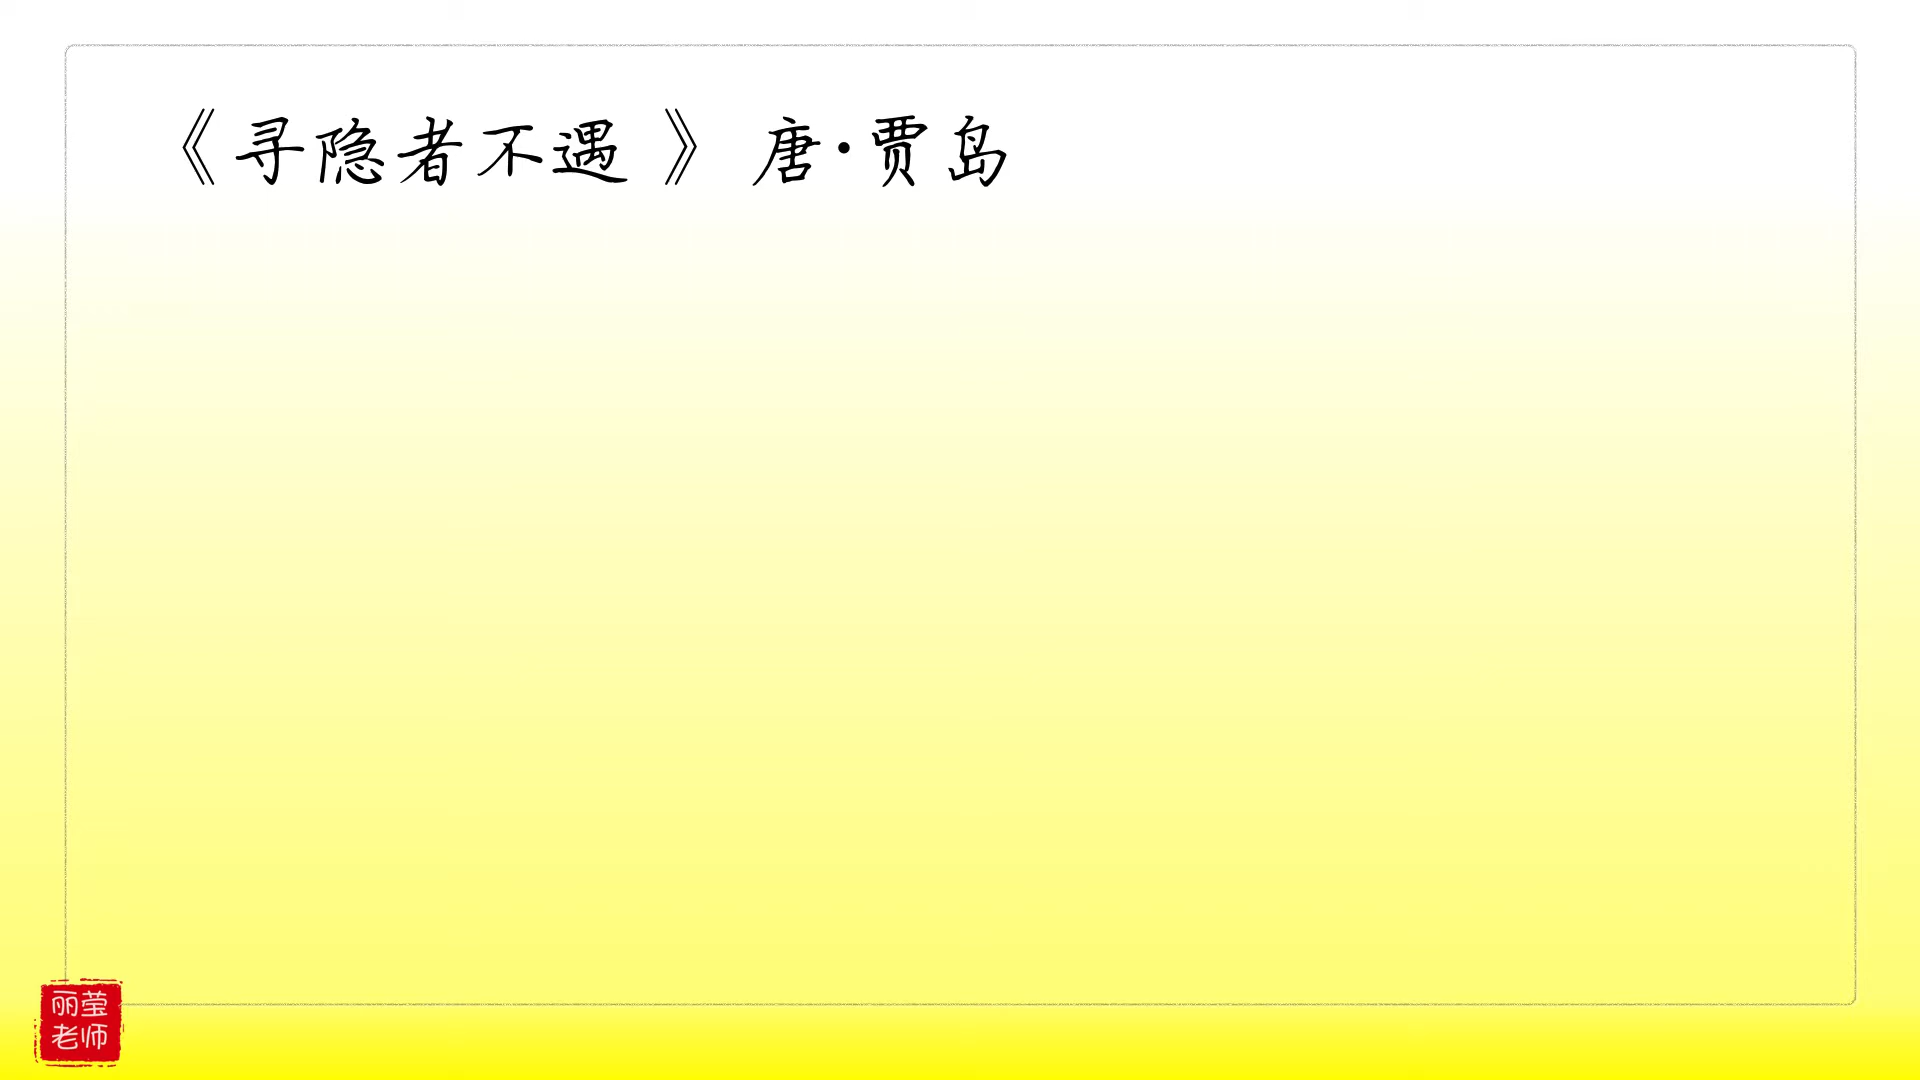 《寻隐者不遇 》 唐·贾岛
丽莹
老师